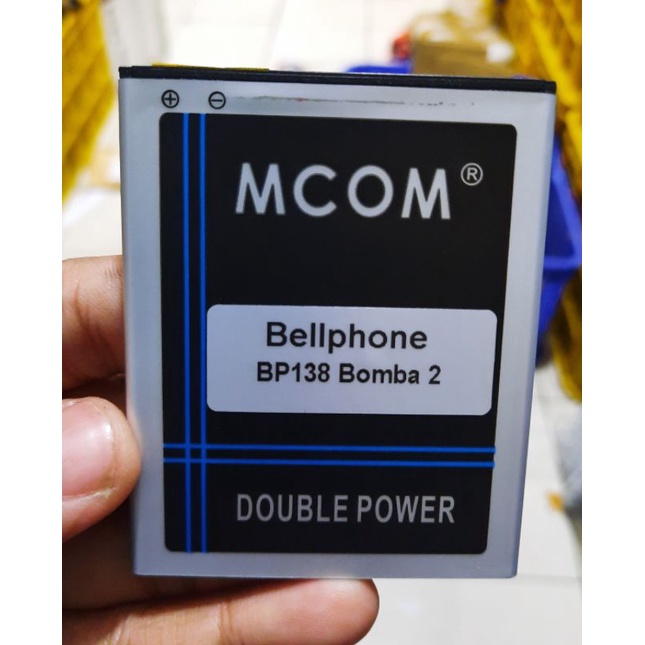 ⊕ ⊖
MCOM®
Bellphone
BP138 Bomba 2
DOUBLE POWER